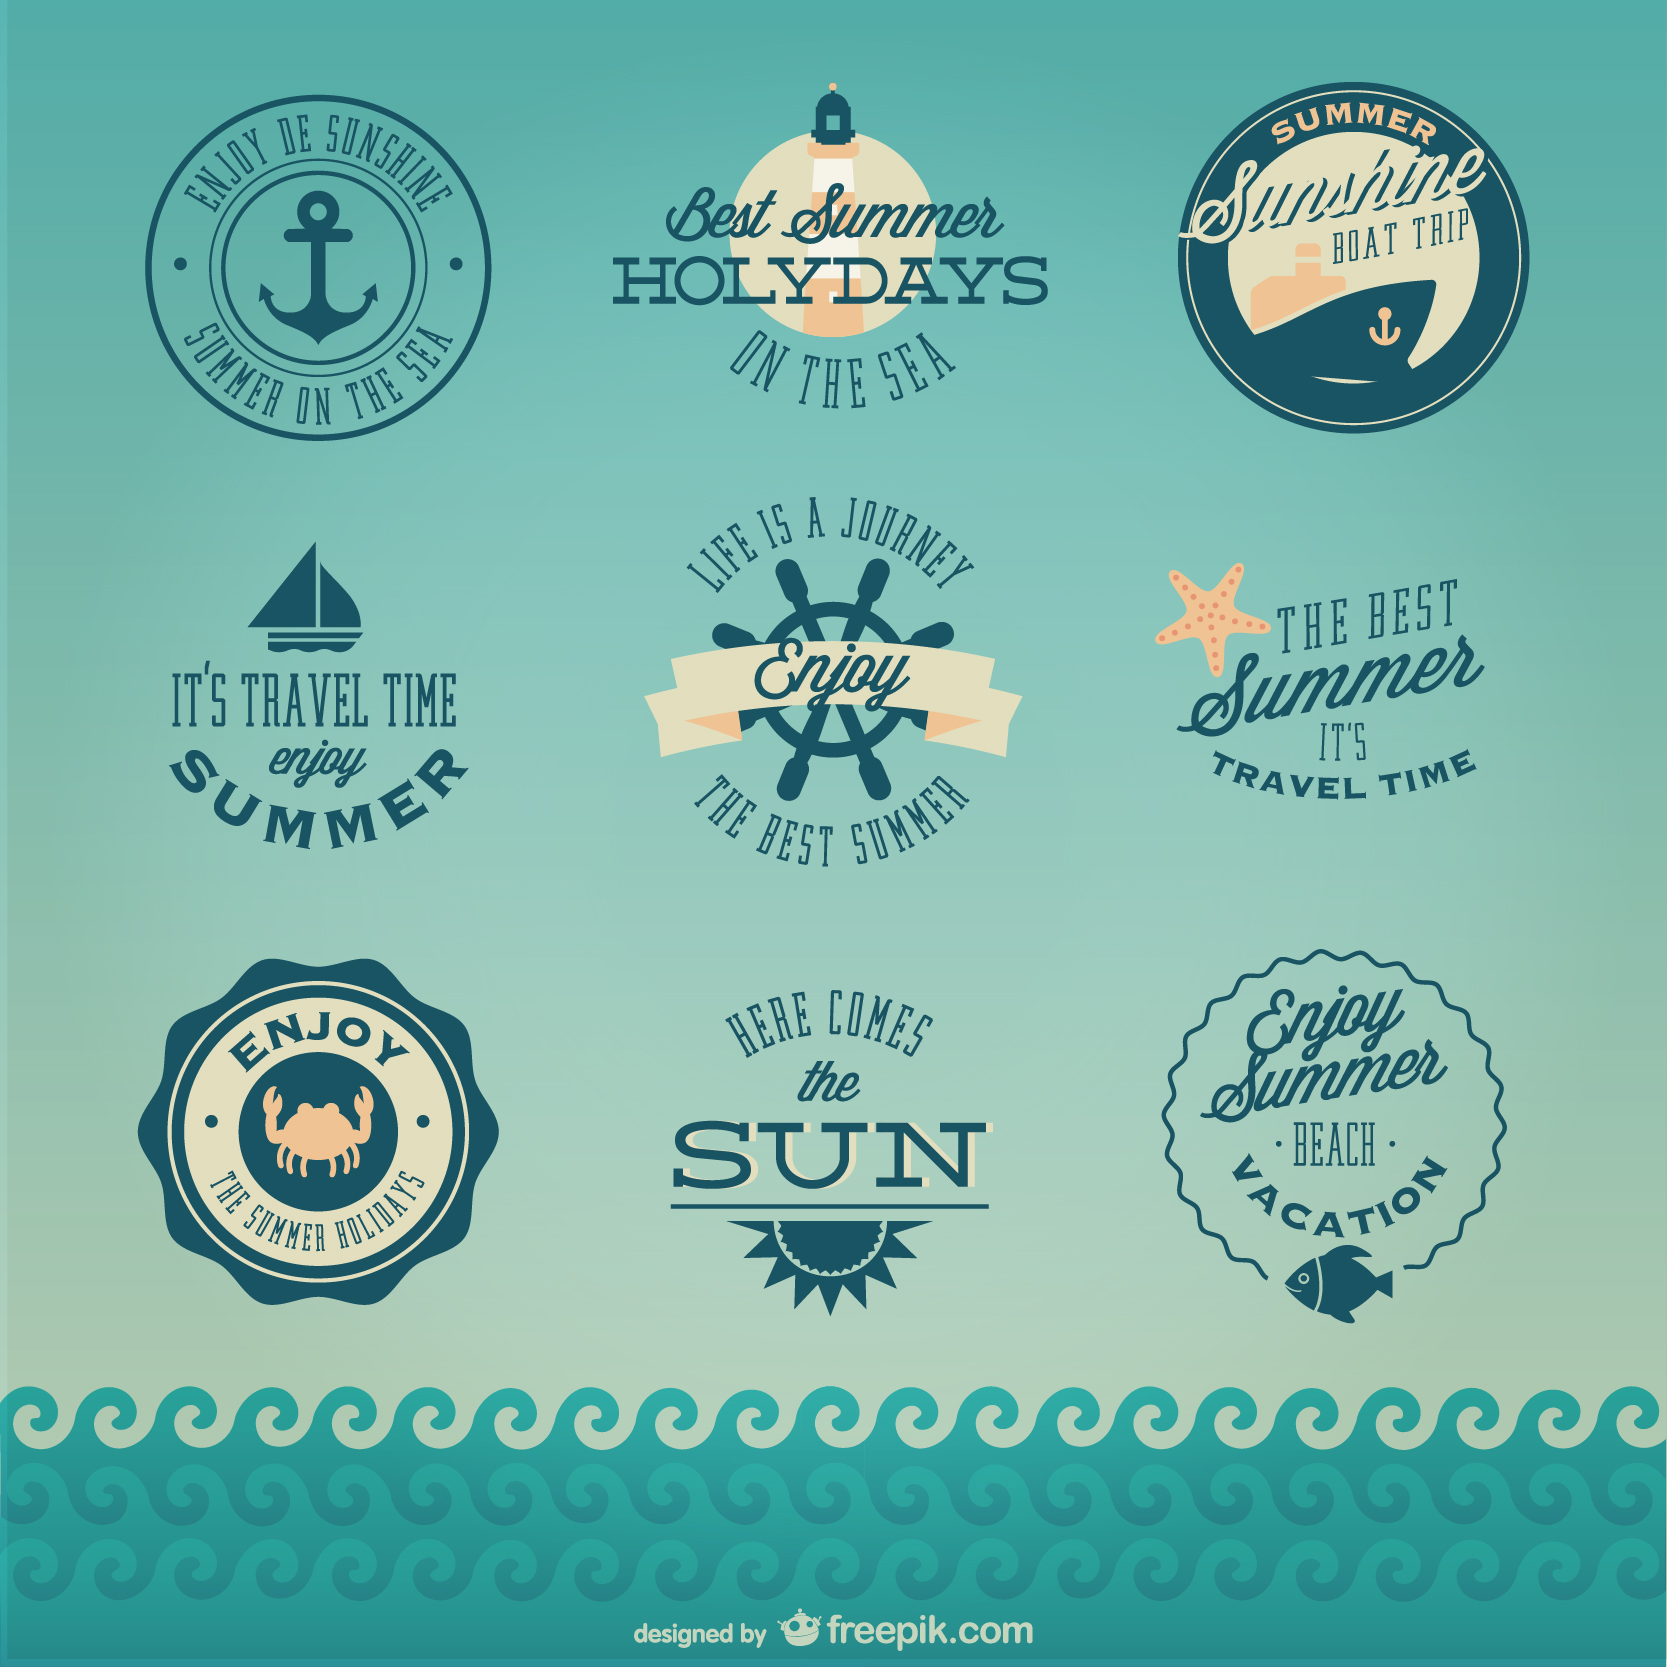 ENJOY DE SUNSHINE
SUMMER ON THE SEA
Best Summer
HOLYDAYS
ON THE SEA
SUMMER
Sunshine
BOAT TRIP
IT'S TRAVEL TIME
enjoy
SUMMER
LIFE IS A JOURNEY
Enjoy
THE BEST SUMMER
THE BEST
Summer
IT'S
TRAVEL TIME
ENJOY
THE SUMMER HOLIDAYS
HERE COMES
the
SUN
Enjoy
Summer
· BEACH ·
VACATION
designed by freepik.com